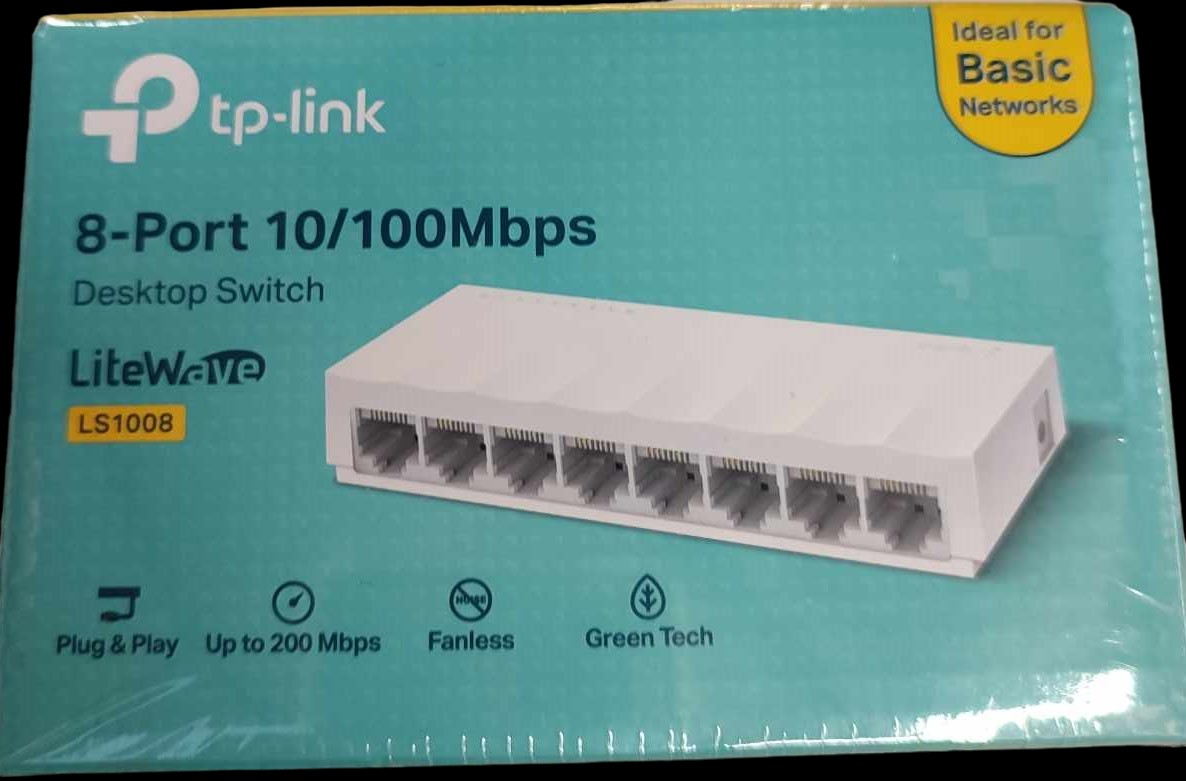 tp-link
Ideal for
Basic
Networks
8-Port 10/100Mbps
Desktop Switch
LiteWave
LS1008
Plug & Play
Up to 200 Mbps
NOISE
Fanless
Green Tech